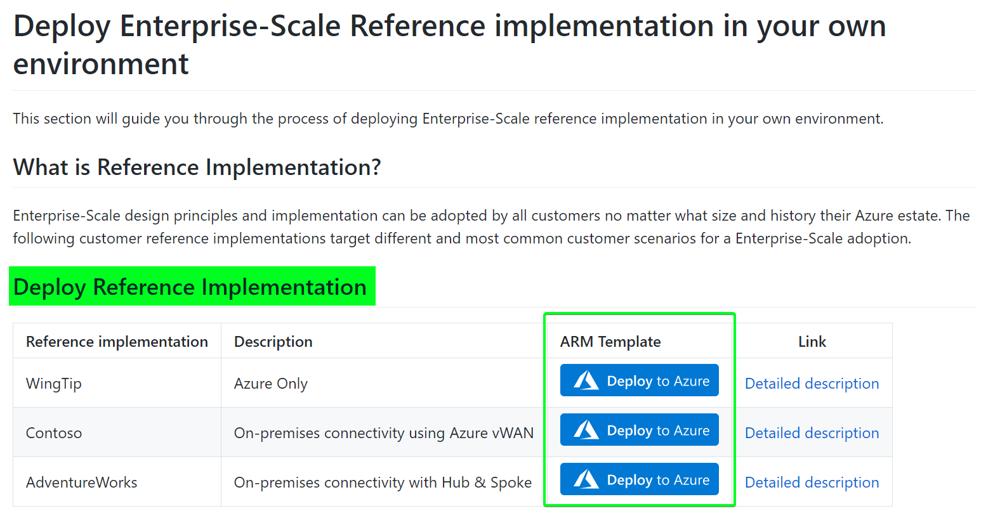 Deploy Enterprise-Scale Reference implementation in your own
environment
This section will guide you through the process of deploying Enterprise-Scale reference implementation in your own environment.
What is Reference Implementation?
Enterprise-Scale design principles and implementation can be adopted by all customers no matter what size and history their Azure estate. The
following customer reference implementations target different and most common customer scenarios for a Enterprise-Scale adoption.
Deploy Reference Implementation
Reference implementation Description ARM Template Link
WingTip Azure Only Deploy to Azure Detailed description
Contoso On-premises connectivity using Azure vWAN Deploy to Azure Detailed description
AdventureWorks On-premises connectivity with Hub & Spoke Deploy to Azure Detailed description